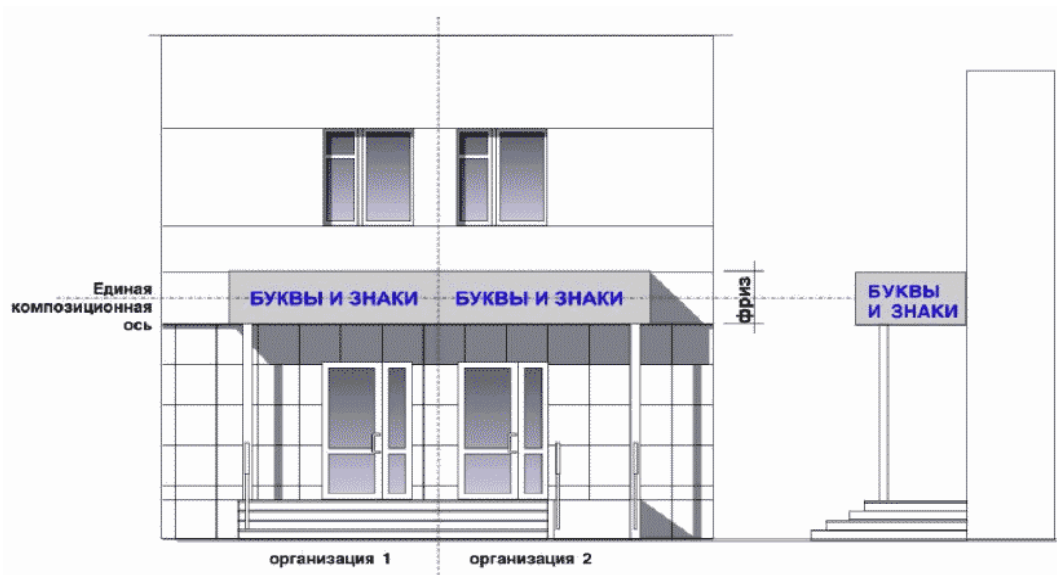 Единая
композиционная
ось
БУКВЫ И ЗНАКИ БУКВЫ И ЗНАКИ
фриз
БУКВЫ
И ЗНАКИ
организация 1 организация 2